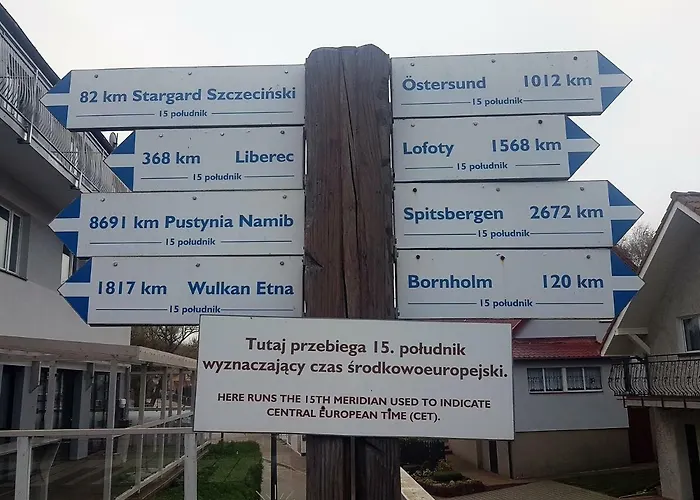 82 km Stargard Szczeciński
15 południk
368 km Liberec
15 południk
8691 km Pustynia Namib
15 południk
1817 km Wulkan Etna
15 południk
Östersund 1012 km
15 południk
Lofoty 1568 km
15 południk
Spitsbergen 2672 km
15 południk
Bornholm 120 km
15 południk
Tutaj przebiega 15. południk
wyznaczający czas środkowoeuropejski.
HERE RUNS THE 15TH MERIDIAN USED TO INDICATE
CENTRAL EUROPEAN TIME (CET).